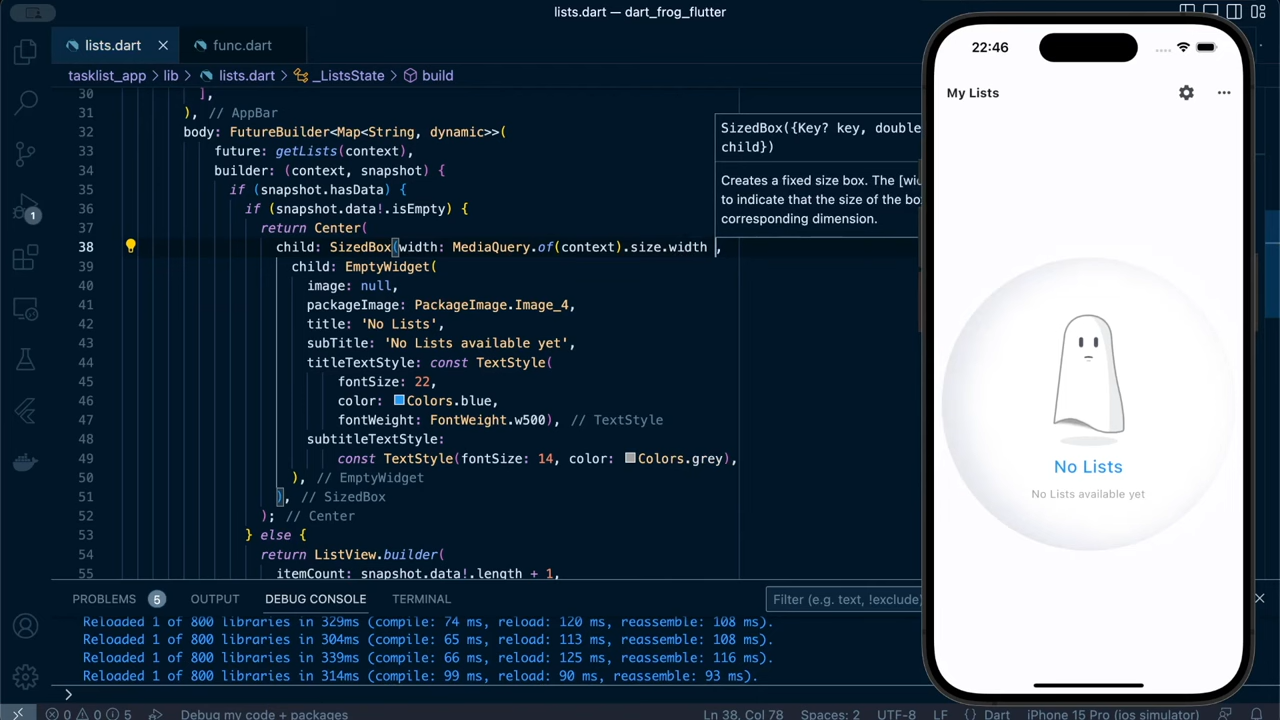 lists.dart — dart_frog_flutter
lists.dart
func.dart
tasklist_app > lib > lists.dart > _ListsState > build
30 ],
31 ), // AppBar
32 body: FutureBuilder<Map<String, dynamic>>(
33 future: getLists(context),
34 builder: (context, snapshot) {
35 if (snapshot.hasData) {
36 if (snapshot.data!.isEmpty) {
37 return Center(
38 child: SizedBox(width: MediaQuery.of(context).size.width ,
39 child: EmptyWidget(
40 image: null,
41 packageImage: PackageImage.Image_4,
42 title: 'No Lists',
43 subTitle: 'No Lists available yet',
44 titleTextStyle: const TextStyle(
45 fontSize: 22,
46 color: Colors.blue,
47 fontWeight: FontWeight.w500), // TextStyle
48 subtitleTextStyle:
49 const TextStyle(fontSize: 14, color: Colors.grey),
50 ), // EmptyWidget
51 ), // SizedBox
52 ); // Center
53 } else {
54 return ListView.builder(
55 itemCount: snapshot.data!.length + 1,
SizedBox({Key? key, double
child})
Creates a fixed size box. The [wid
to indicate that the size of the box
corresponding dimension.
1
PROBLEMS 5 OUTPUT DEBUG CONSOLE TERMINAL
Filter (e.g. text, !exclude)
Reloaded 1 of 800 libraries in 329ms (compile: 74 ms, reload: 120 ms, reassemble: 108 ms).
Reloaded 1 of 800 libraries in 304ms (compile: 65 ms, reload: 113 ms, reassemble: 108 ms).
Reloaded 1 of 800 libraries in 339ms (compile: 66 ms, reload: 125 ms, reassemble: 116 ms).
Reloaded 1 of 800 libraries in 314ms (compile: 99 ms, reload: 90 ms, reassemble: 93 ms).
>
0 0 5 Debug my code + packages
Ln 38, Col 78 Spaces: 2 UTF-8 LF {} Dart iPhone 15 Pro (ios simulator)
22:46
My Lists
No Lists
No Lists available yet